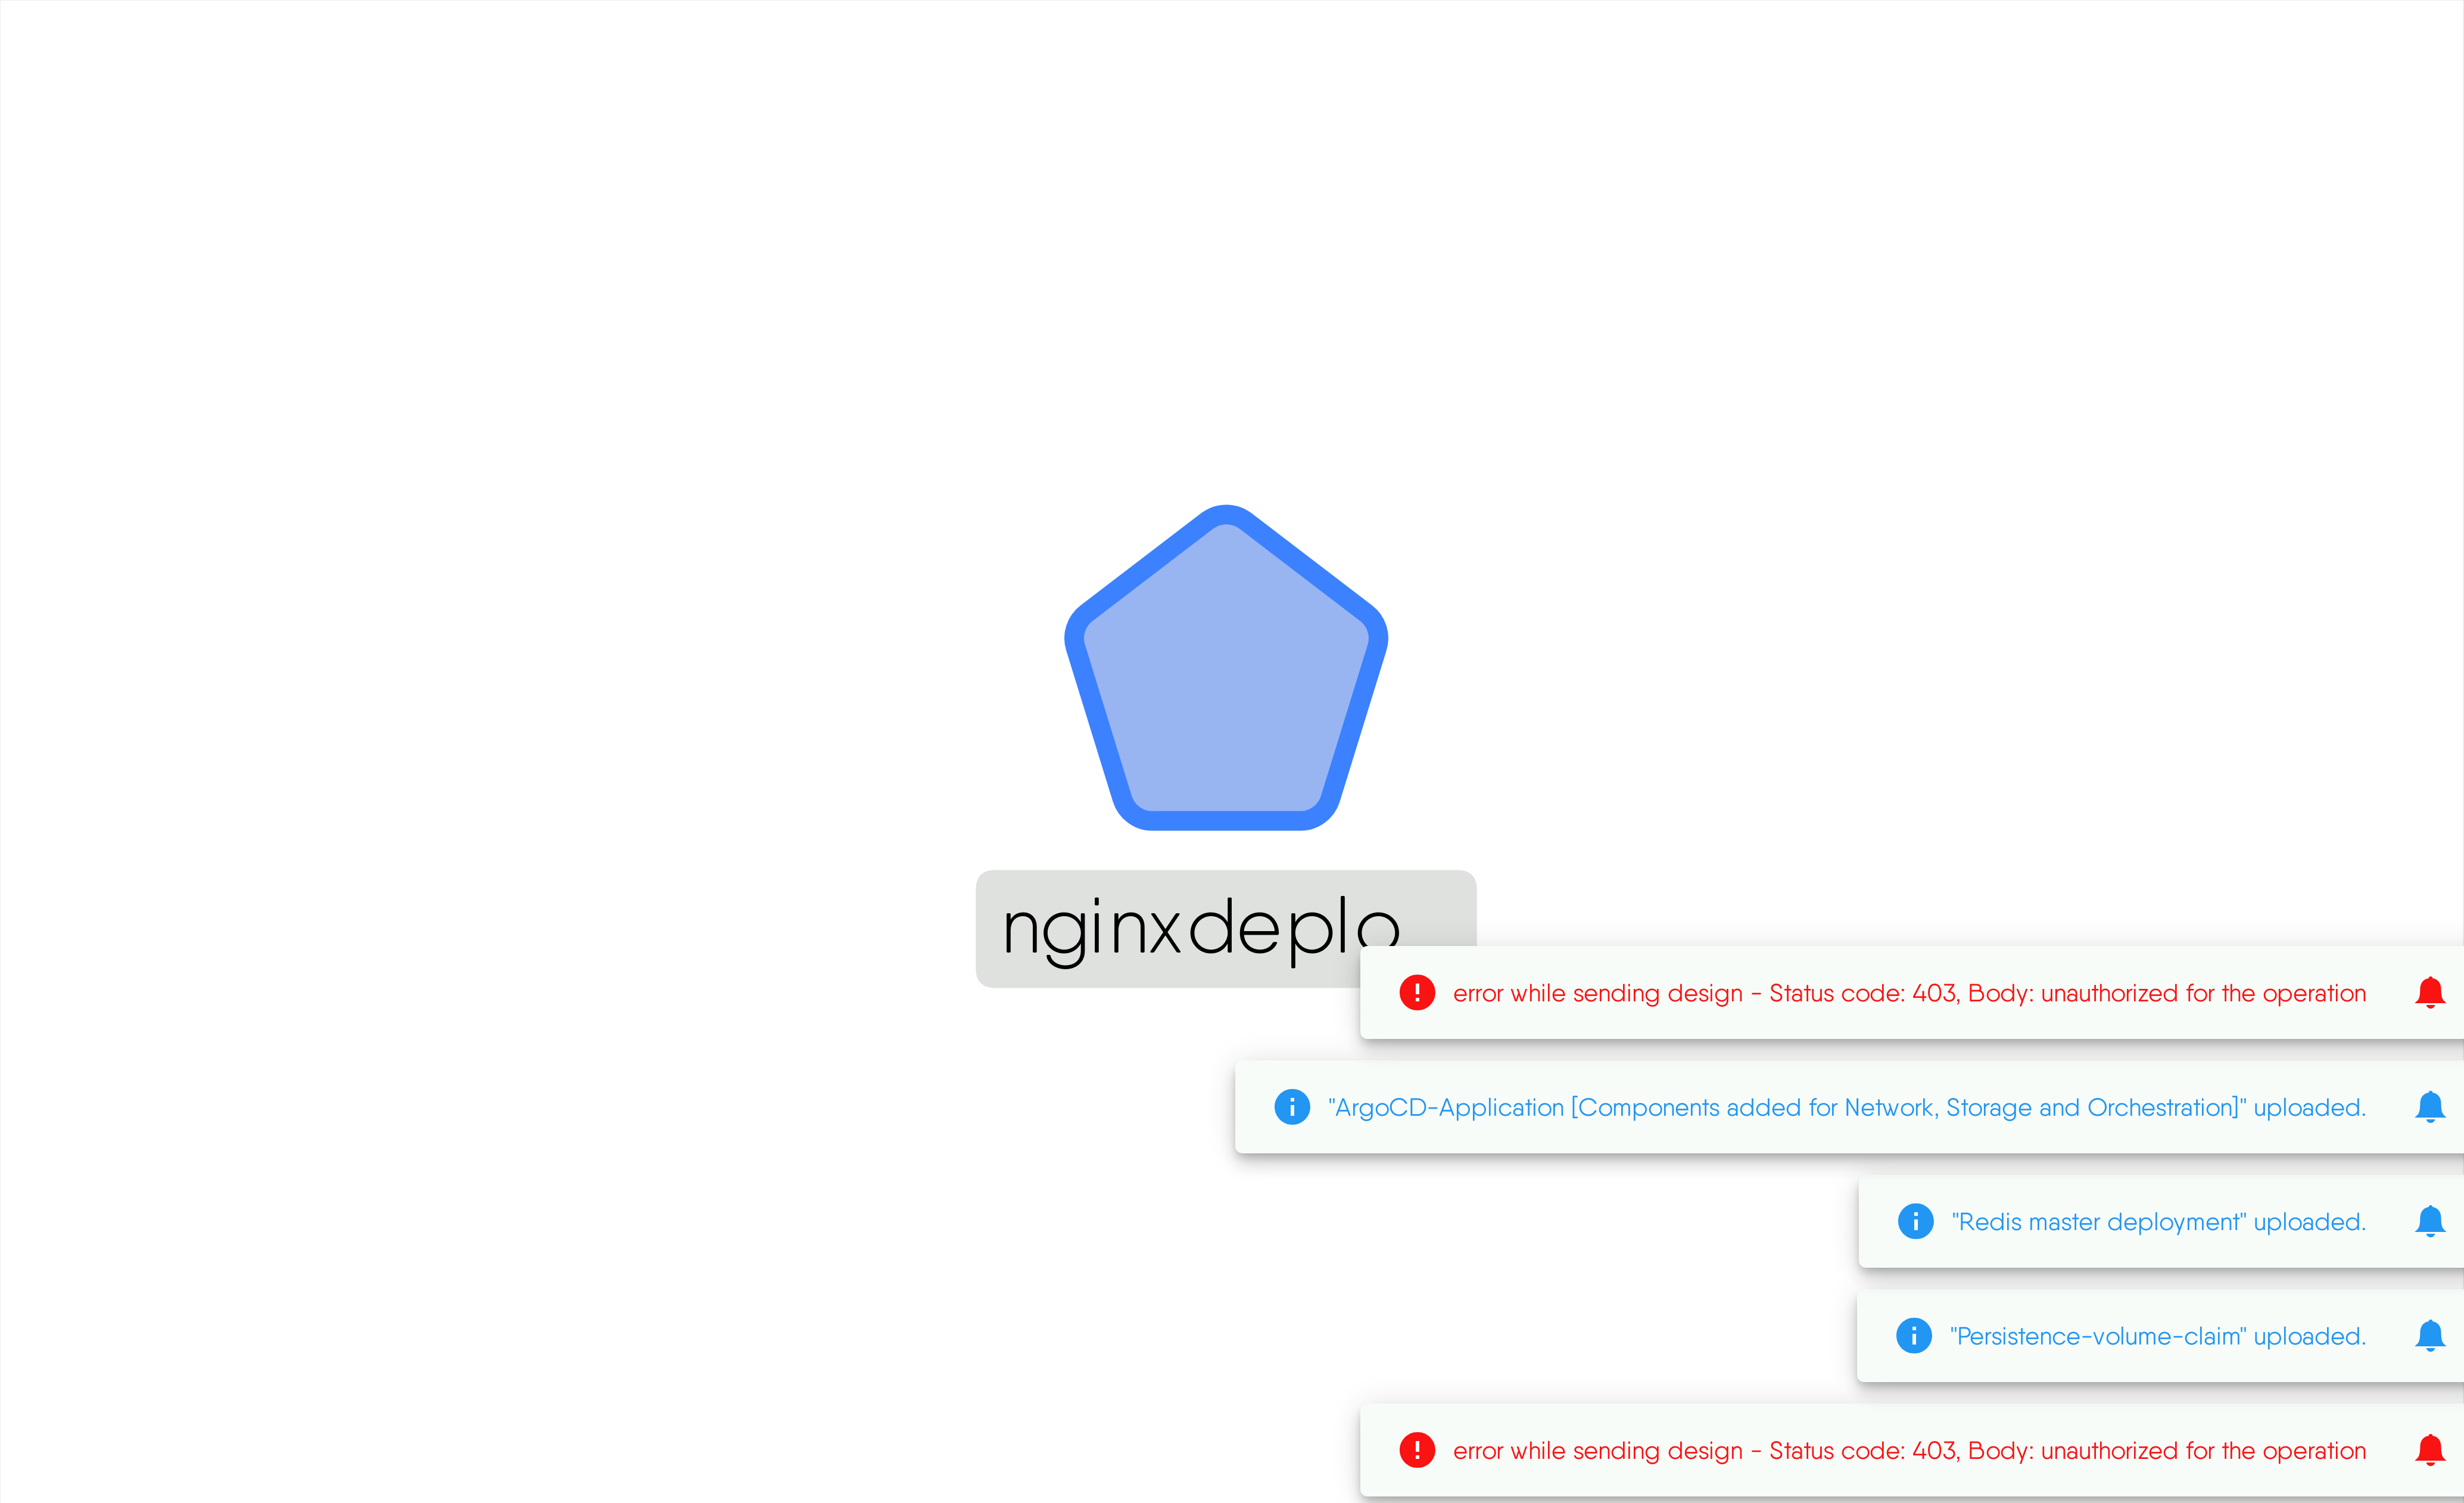 nginxdeplo
error while sending design - Status code: 403, Body: unauthorized for the operation
"ArgoCD-Application [Components added for Network, Storage and Orchestration]" uploaded.
"Redis master deployment" uploaded.
"Persistence-volume-claim" uploaded.
error while sending design - Status code: 403, Body: unauthorized for the operation